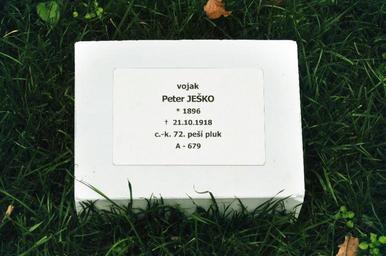 vojak
Peter JEŠKO
* 1896
† 21.10.1918
c.-k. 72. peší pluk
A - 679